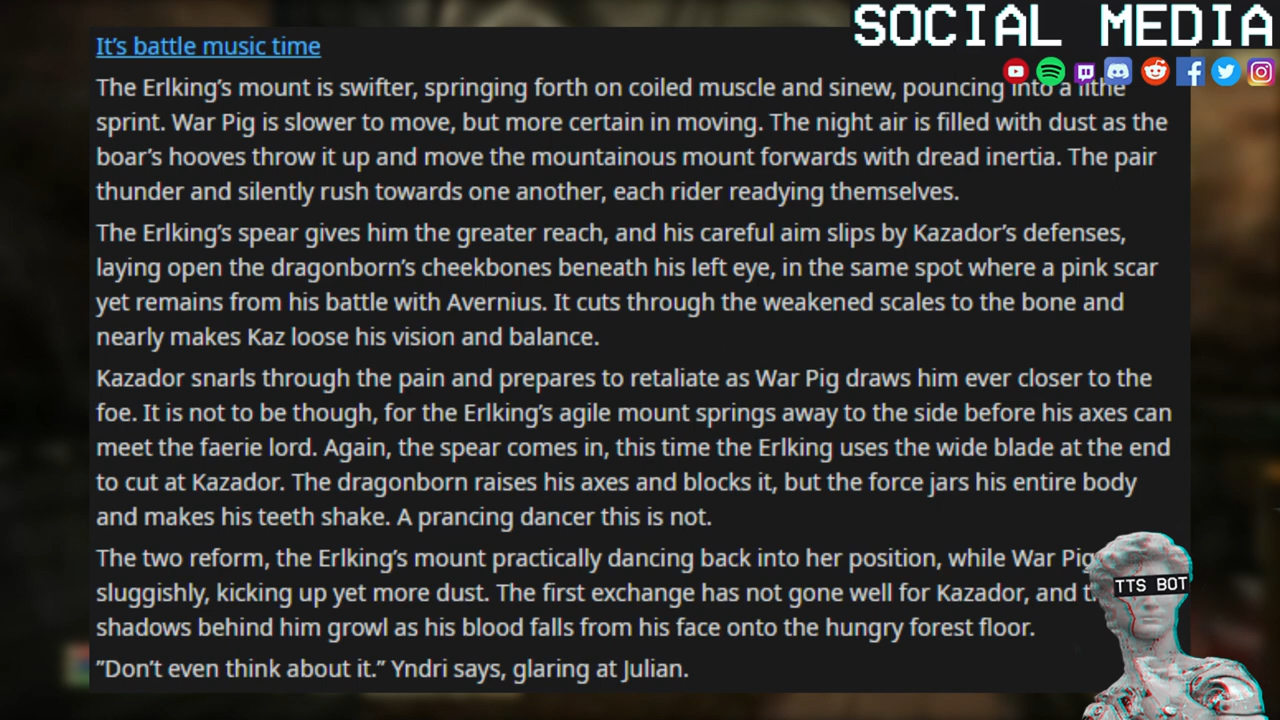 SOCIAL MEDIA
It's battle music time
The Erlking's mount is swifter, springing forth on coiled muscle and sinew, pouncing into a lithe
sprint. War Pig is slower to move, but more certain in moving. The night air is filled with dust as the
boar's hooves throw it up and move the mountainous mount forwards with dread inertia. The pair
thunder and silently rush towards one another, each rider readying themselves.
The Erlking's spear gives him the greater reach, and his careful aim slips by Kazador's defenses,
laying open the dragonborn's cheekbones beneath his left eye, in the same spot where a pink scar
yet remains from his battle with Avernius. It cuts through the weakened scales to the bone and
nearly makes Kaz loose his vision and balance.
Kazador snarls through the pain and prepares to retaliate as War Pig draws him ever closer to the
foe. It is not to be though, for the Erlking's agile mount springs away to the side before his axes can
meet the faerie lord. Again, the spear comes in, this time the Erlking uses the wide blade at the end
to cut at Kazador. The dragonborn raises his axes and blocks it, but the force jars his entire body
and makes his teeth shake. A prancing dancer this is not.
The two reform, the Erlking's mount practically dancing back into her position, while War Pig
sluggishly, kicking up yet more dust. The first exchange has not gone well for Kazador, and
shadows behind him growl as his blood falls from his face onto the hungry forest floor.
"Don't even think about it." Yndri says, glaring at Julian.
TTS BOT